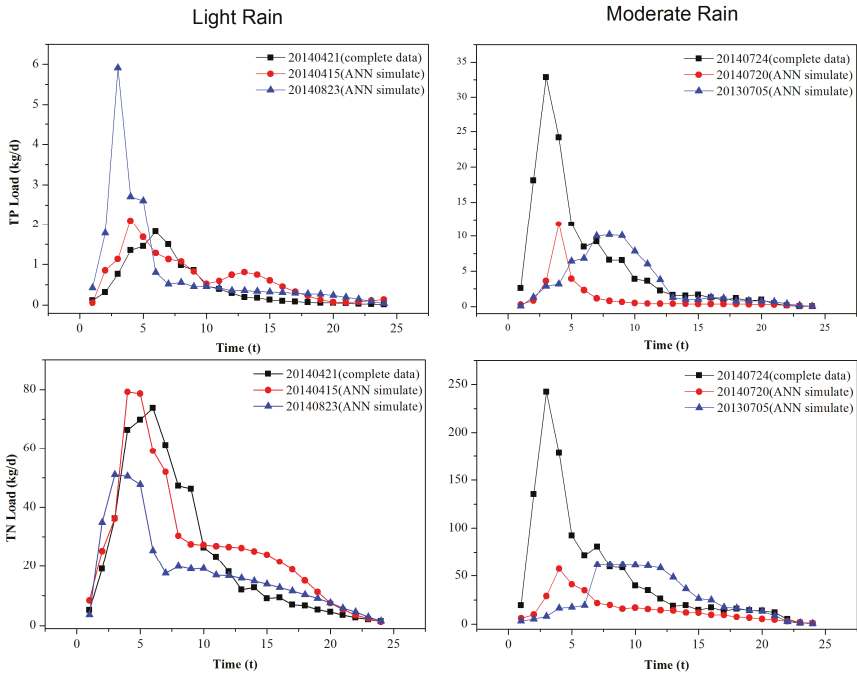 Light Rain
Moderate Rain
20140421(complete data)
20140415(ANN simulate)
20140823(ANN simulate)
TP Load (kg/d)
6
5
4
3
2
1
0
0 5 10 15 20 25
Time (t)
20140724(complete data)
20140720(ANN simulate)
20130705(ANN simulate)
35
30
25
20
15
10
5
0
0 5 10 15 20 25
Time (t)
20140421(complete data)
20140415(ANN simulate)
20140823(ANN simulate)
TN Load (kg/d)
80
60
40
20
0
0 5 10 15 20 25
Time (t)
20140724(complete data)
20140720(ANN simulate)
20130705(ANN simulate)
250
200
150
100
50
0
0 5 10 15 20 25
Time (t)